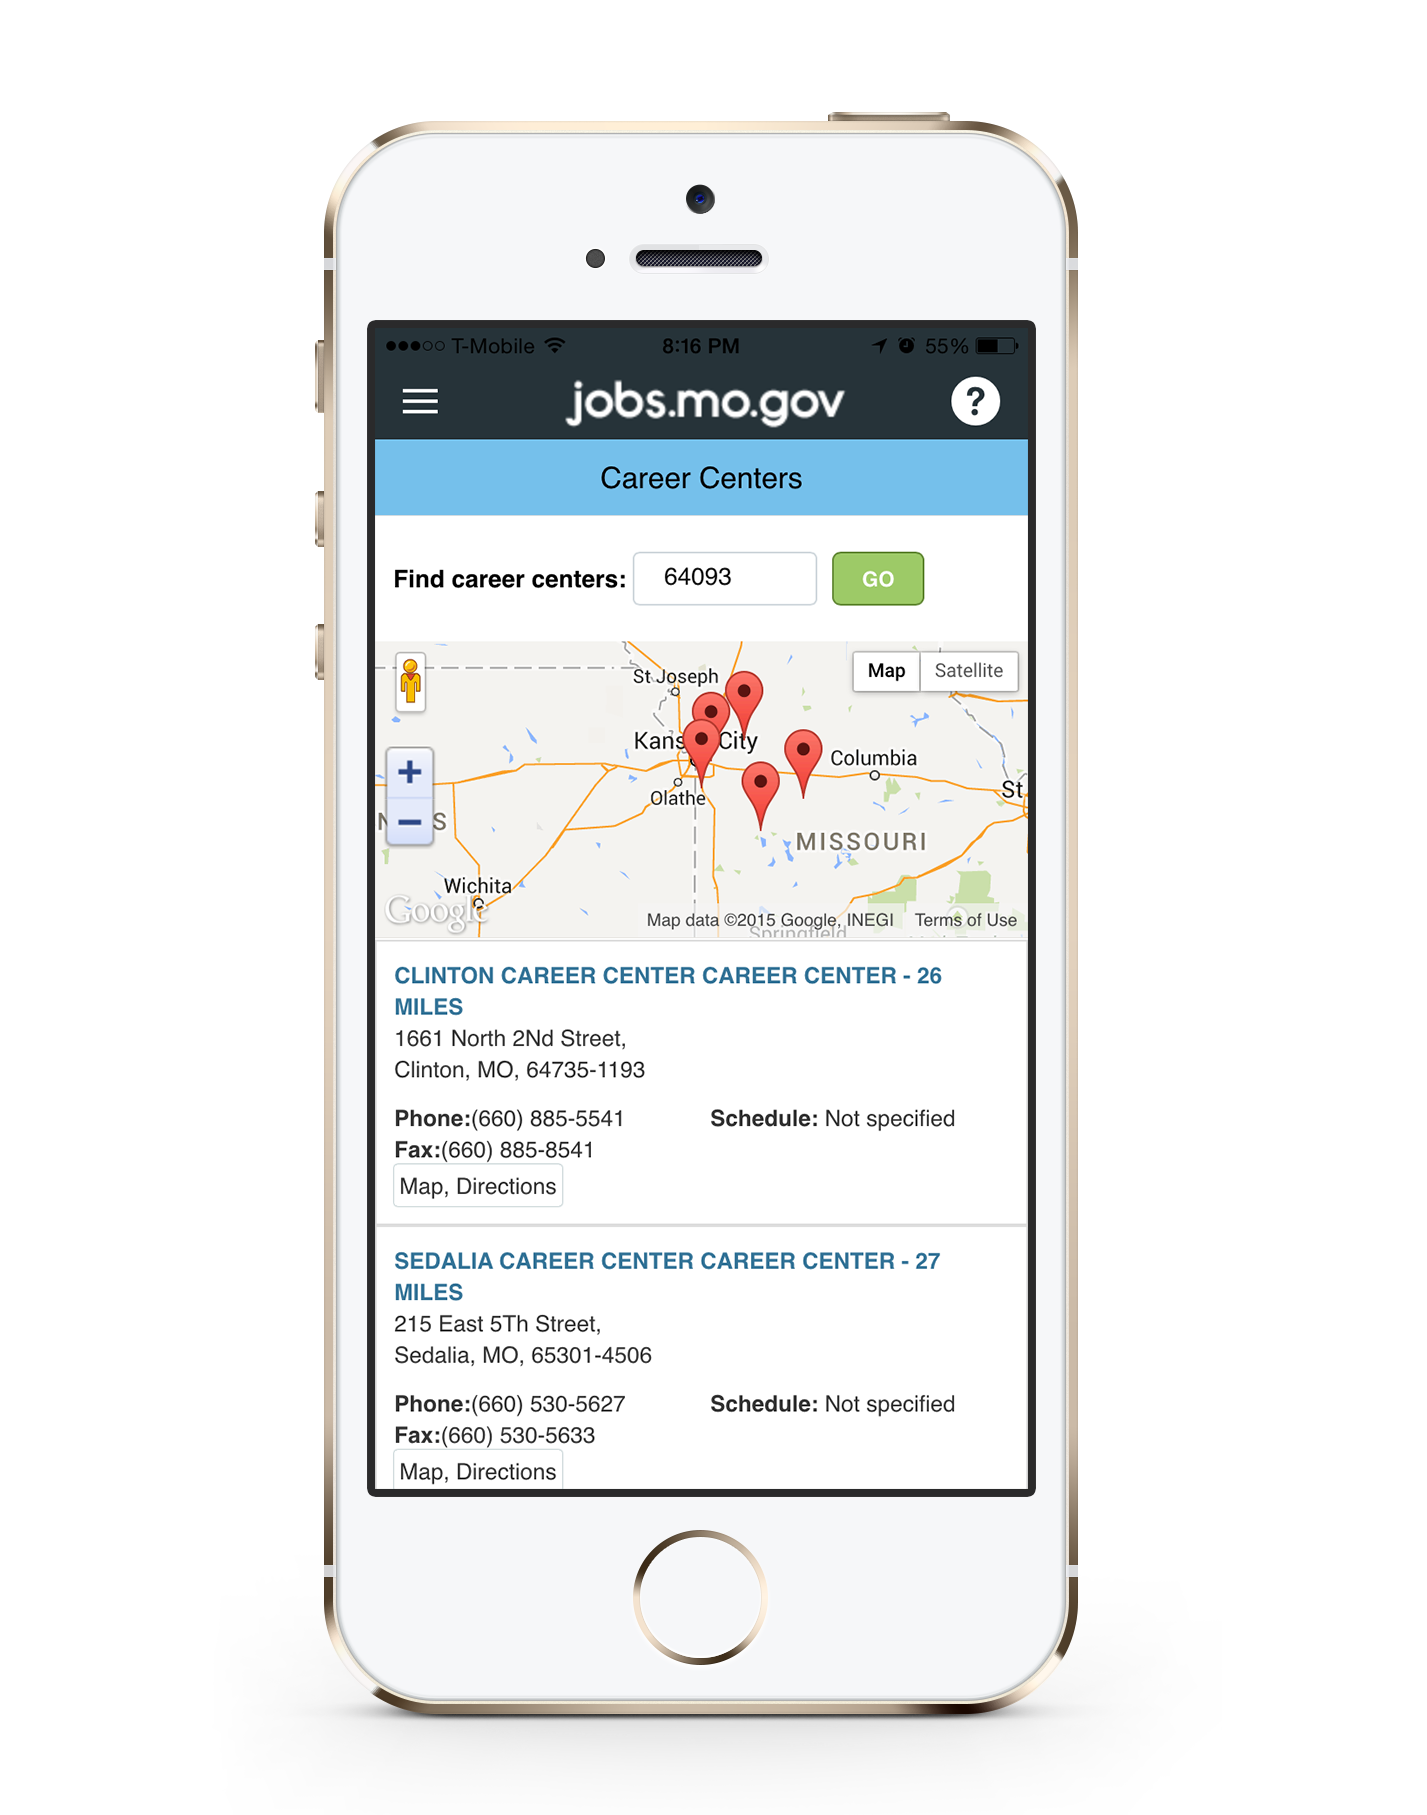 T-Mobile 8:16 PM 55%
jobs.mo.gov ?
Career Centers
Find career centers: 64093 GO
Map Satellite
St Joseph
Kans City
Columbia
Olathe
St
S
MISSOURI
Wichita
Google
Map data ©2015 Google, INEGI Terms of Use
Springfield
CLINTON CAREER CENTER CAREER CENTER - 26
MILES
1661 North 2Nd Street,
Clinton, MO, 64735-1193
Phone:(660) 885-5541 Schedule: Not specified
Fax:(660) 885-8541
Map, Directions
SEDALIA CAREER CENTER CAREER CENTER - 27
MILES
215 East 5Th Street,
Sedalia, MO, 65301-4506
Phone:(660) 530-5627 Schedule: Not specified
Fax:(660) 530-5633
Map, Directions